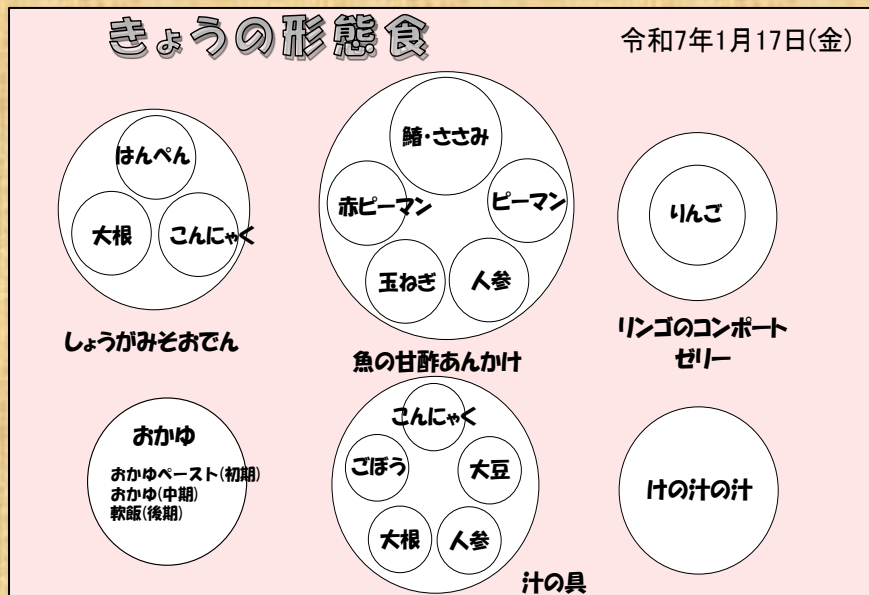 きょうの形態食
令和7年1月17日(金)
はんぺん
大根
こんにゃく
しょうがみそおでん
鰆・ささみ
赤ピーマン
ピーマン
玉ねぎ
人参
魚の甘酢あんかけ
りんご
リンゴのコンポート
ゼリー
おかゆ
おかゆペースト(初期)
おかゆ(中期)
軟飯(後期)
こんにゃく
ごぼう
大豆
大根
人参
汁の具
けの汁の汁